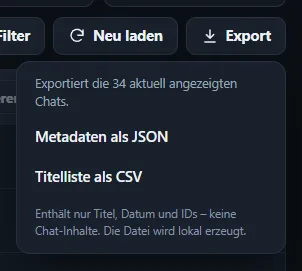 Filter
Neu laden
Export
Exportiert die 34 aktuell angezeigten
Chats.
Metadaten als JSON
Titelliste als CSV
Enthält nur Titel, Datum und IDs – keine
Chat-Inhalte. Die Datei wird lokal erzeugt.